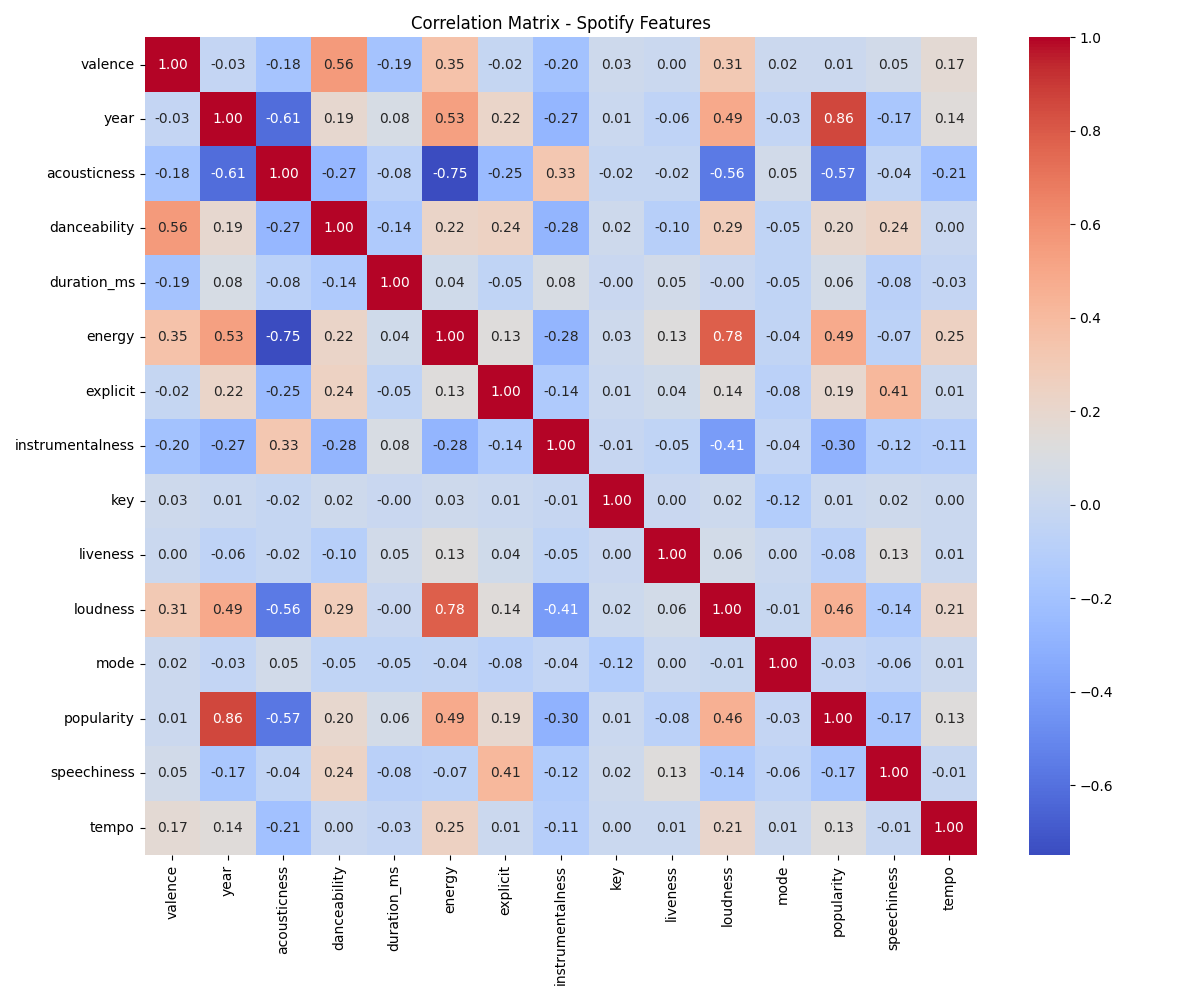 Correlation Matrix - Spotify Features
valence 1.00 -0.03 -0.18 0.56 -0.19 0.35 -0.02 -0.20 0.03 0.00 0.31 0.02 0.01 0.05 0.17
year -0.03 1.00 -0.61 0.19 0.08 0.53 0.22 -0.27 0.01 -0.06 0.49 -0.03 0.86 -0.17 0.14
acousticness -0.18 -0.61 1.00 -0.27 -0.08 -0.75 -0.25 0.33 -0.02 -0.02 -0.56 0.05 -0.57 -0.04 -0.21
danceability 0.56 0.19 -0.27 1.00 -0.14 0.22 0.24 -0.28 0.02 -0.10 0.29 -0.05 0.20 0.24 0.00
duration_ms -0.19 0.08 -0.08 -0.14 1.00 0.04 -0.05 0.08 -0.00 0.05 -0.00 -0.05 0.06 -0.08 -0.03
energy 0.35 0.53 -0.75 0.22 0.04 1.00 0.13 -0.28 0.03 0.13 0.78 -0.04 0.49 -0.07 0.25
explicit -0.02 0.22 -0.25 0.24 -0.05 0.13 1.00 -0.14 0.01 0.04 0.14 -0.08 0.19 0.41 0.01
instrumentalness -0.20 -0.27 0.33 -0.28 0.08 -0.28 -0.14 1.00 -0.01 -0.05 -0.41 -0.04 -0.30 -0.12 -0.11
key 0.03 0.01 -0.02 0.02 -0.00 0.03 0.01 -0.01 1.00 0.00 0.02 -0.12 0.01 0.02 0.00
liveness 0.00 -0.06 -0.02 -0.10 0.05 0.13 0.04 -0.05 0.00 1.00 0.06 0.00 -0.08 0.13 0.01
loudness 0.31 0.49 -0.56 0.29 -0.00 0.78 0.14 -0.41 0.02 0.06 1.00 -0.01 0.46 -0.14 0.21
mode 0.02 -0.03 0.05 -0.05 -0.05 -0.04 -0.08 -0.04 -0.12 0.00 -0.01 1.00 -0.03 -0.06 0.01
popularity 0.01 0.86 -0.57 0.20 0.06 0.49 0.19 -0.30 0.01 -0.08 0.46 -0.03 1.00 -0.17 0.13
speechiness 0.05 -0.17 -0.04 0.24 -0.08 -0.07 0.41 -0.12 0.02 0.13 -0.14 -0.06 -0.17 1.00 -0.01
tempo 0.17 0.14 -0.21 0.00 -0.03 0.25 0.01 -0.11 0.00 0.01 0.21 0.01 0.13 -0.01 1.00
valence year acousticness danceability duration_ms energy explicit instrumentalness key liveness loudness mode popularity speechiness tempo
1.0
0.8
0.6
0.4
0.2
0.0
−0.2
−0.4
−0.6